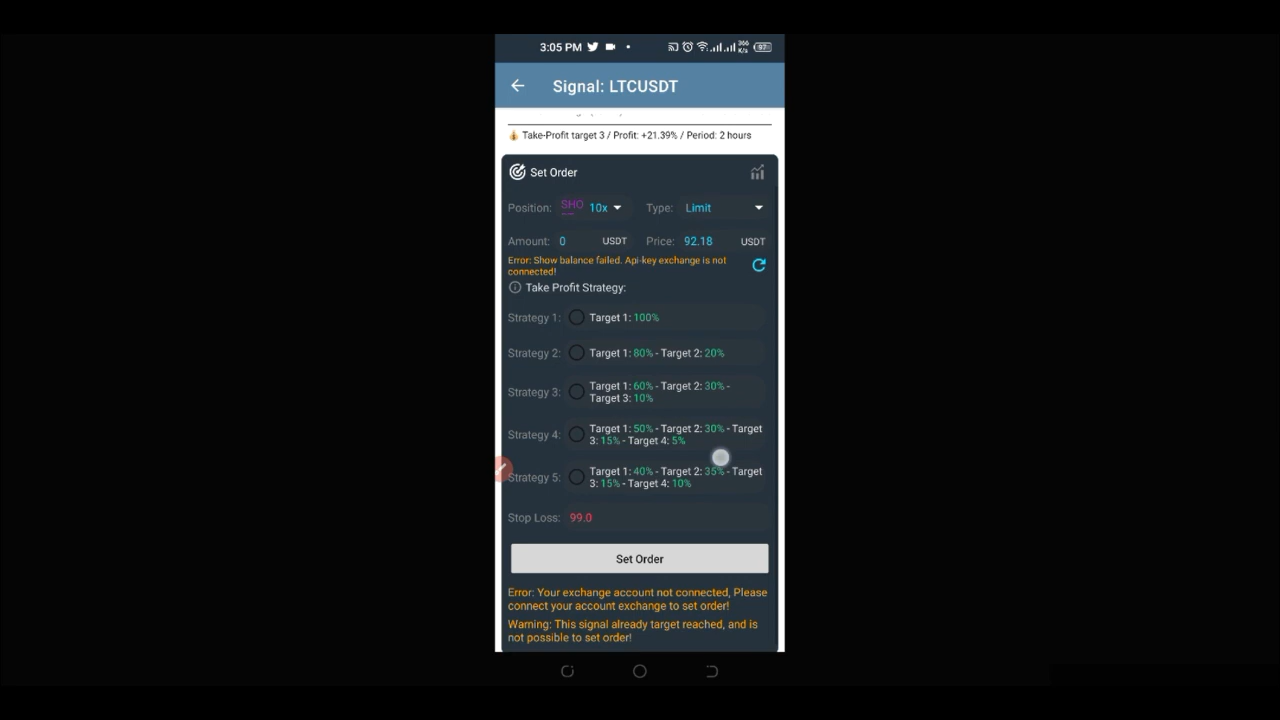 3:05 PM 366 K/s 97
Signal: LTCUSDT
Take-Profit target 3 / Profit: +21.39% / Period: 2 hours
Set Order
Position: SHO 10x Type: Limit
Amount: 0 USDT Price: 92.18 USDT
Error: Show balance failed. Api-key exchange is not
connected!
Take Profit Strategy:
Strategy 1: Target 1: 100%
Strategy 2: Target 1: 80% - Target 2: 20%
Strategy 3: Target 1: 60% - Target 2: 30% -
Target 3: 10%
Strategy 4: Target 1: 50% - Target 2: 30% - Target
3: 15% - Target 4: 5%
Strategy 5: Target 1: 40% - Target 2: 35% - Target
3: 15% - Target 4: 10%
Stop Loss: 99.0
Set Order
Error: Your exchange account not connected, Please
connect your account exchange to set order!
Warning: This signal already target reached, and is
not possible to set order!